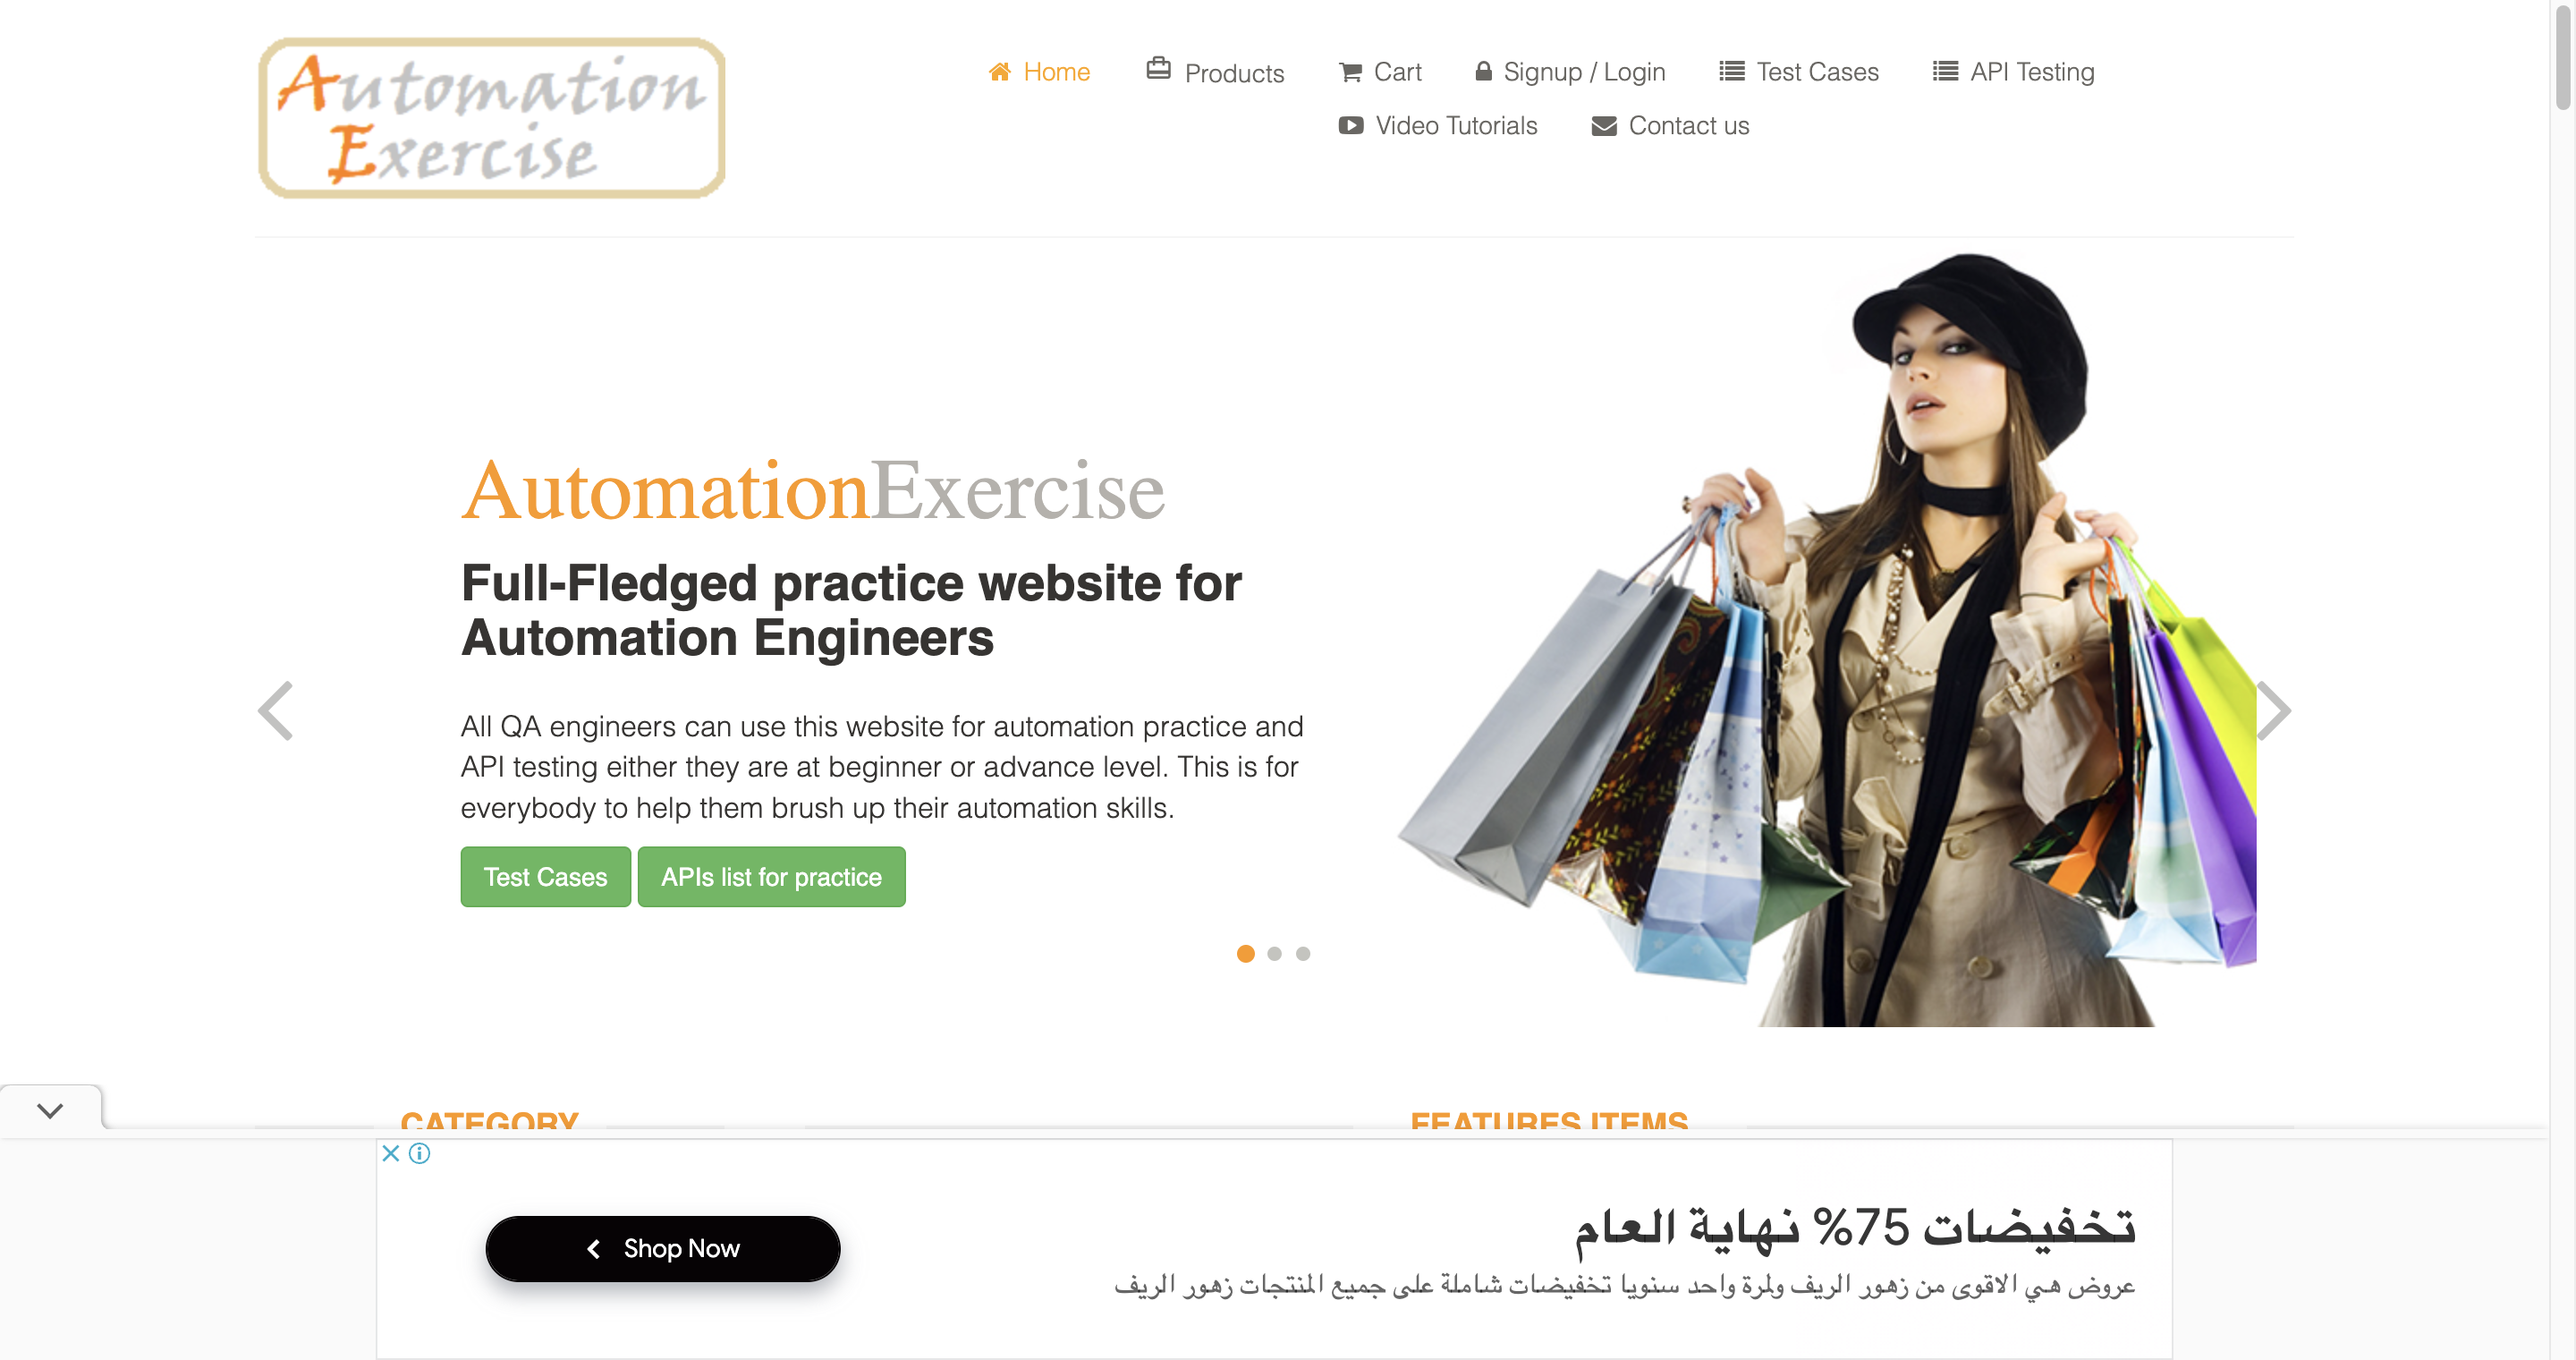 Automation
Exercise
Home
Products
Cart
Signup / Login
Test Cases
API Testing
Video Tutorials
Contact us
AutomationExercise
Full-Fledged practice website for
Automation Engineers
All QA engineers can use this website for automation practice and
API testing either they are at beginner or advance level. This is for
everybody to help them brush up their automation skills.
Test Cases
APIs list for practice
CATEGORY
FEATURES ITEMS
Shop Now
تخفيضات 75% نهاية العام
عروض هي الاقوى من زهور الريف ولمرة واحد سنويا تخفيضات شاملة على جميع المنتجات زهور الريف